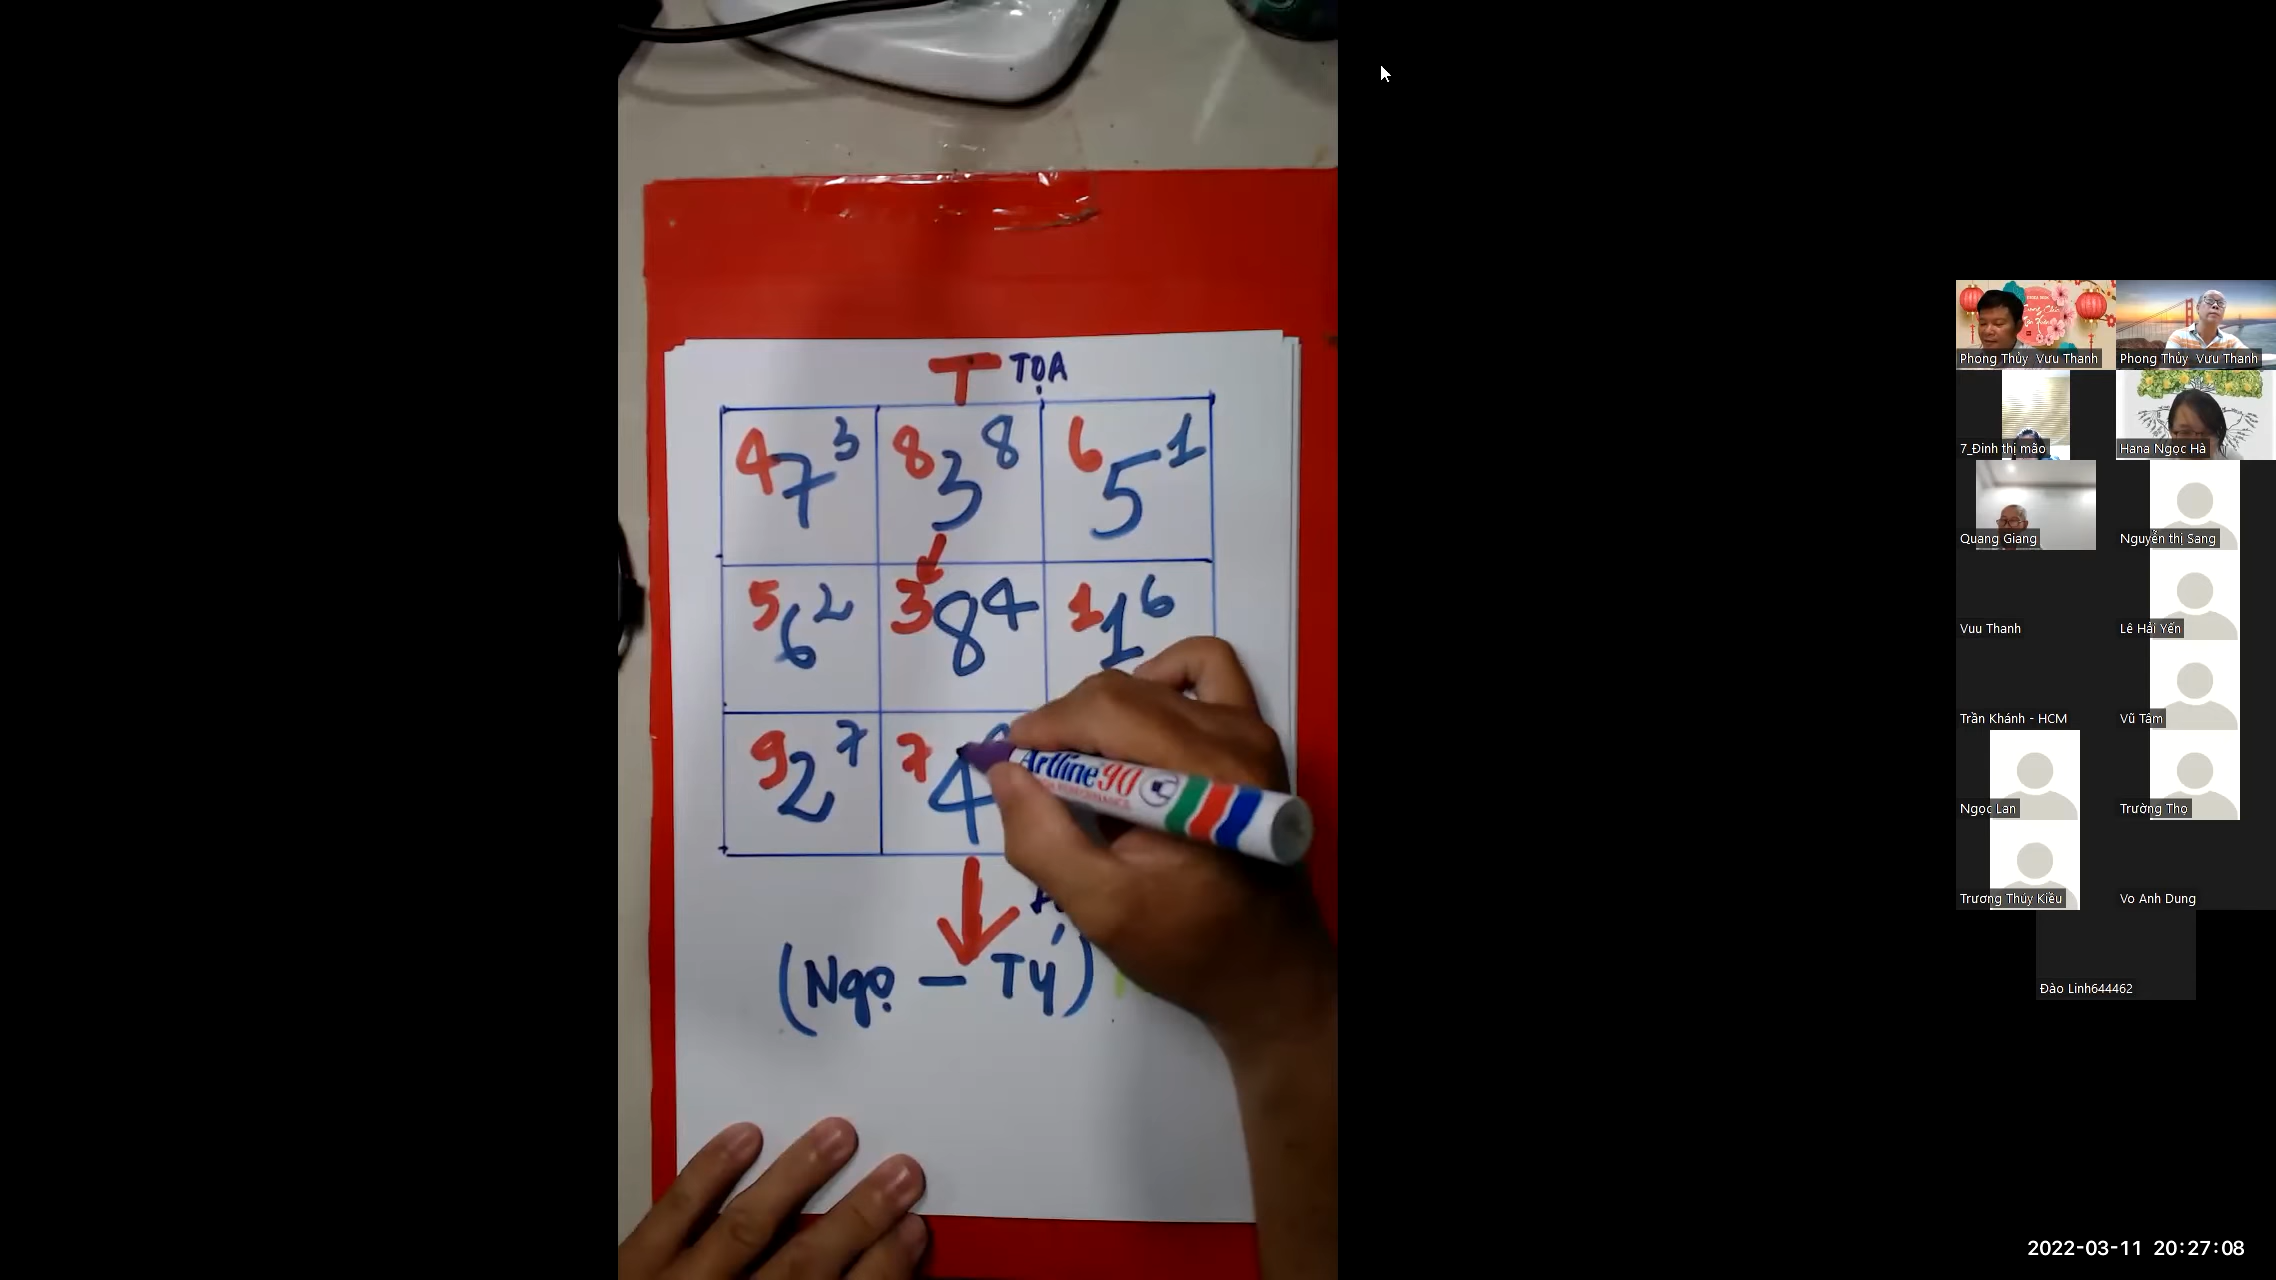 T TỌA
4 7 3 8 3 8 6 5 1
5 6 2 3 8 4 1 1 6
9 2 7 7 4
(Ngọ — Tý)
Artline 90
Phong Thủy Vưu Thanh
Phong Thủy Vưu Thanh
7_Đinh thị mão
Hana Ngọc Hà
Quang Giang
Nguyễn thị Sang
Vuu Thanh
Lê Hải Yến
Trần Khánh - HCM
Vũ Tâm
Ngọc Lan
Trường Thọ
Trương Thúy Kiều
Vo Anh Dung
Đào Linh644462
2022-03-11 20:27:08